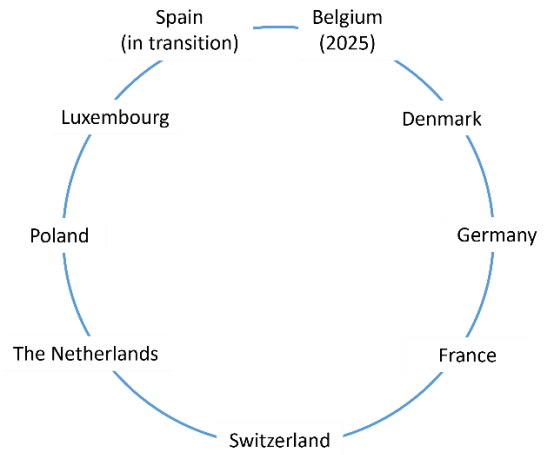 Spain
(in transition)
Belgium
(2025)
Luxembourg
Denmark
Poland
Germany
The Netherlands
France
Switzerland